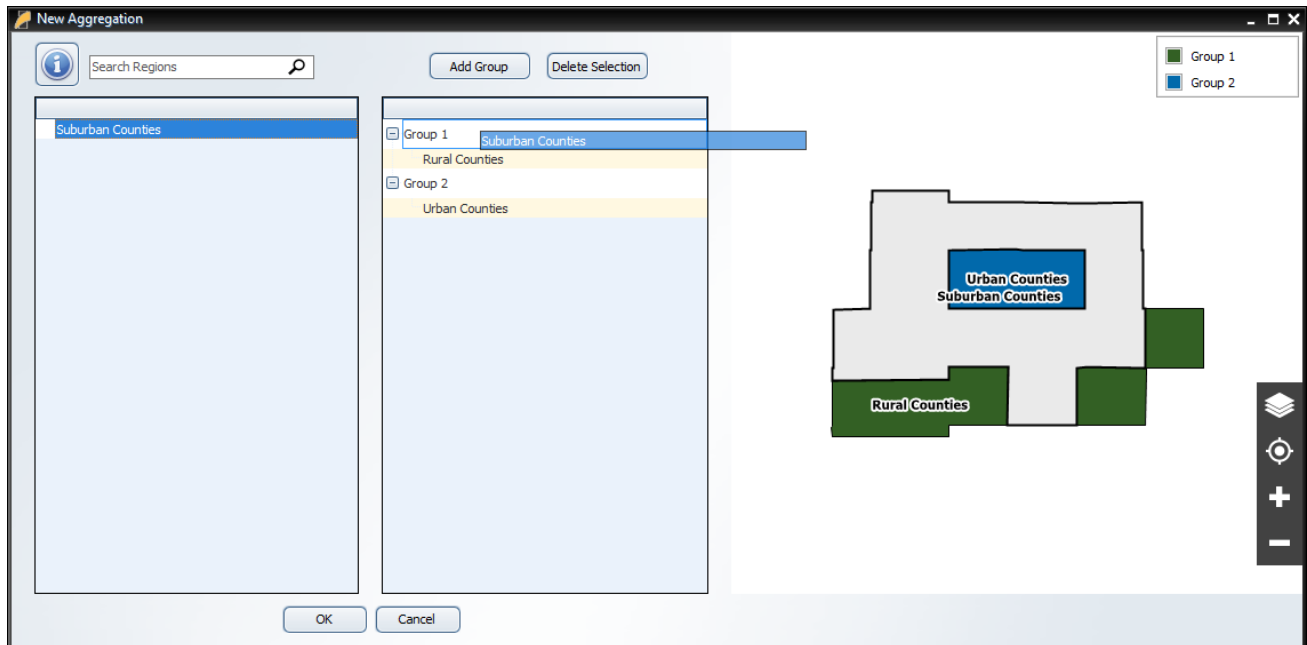 New Aggregation
Search Regions
Add Group
Delete Selection
Group 1
Group 2
Suburban Counties
Group 1
Suburban Counties
Rural Counties
Group 2
Urban Counties
Urban Counties
Suburban Counties
Rural Counties
OK
Cancel